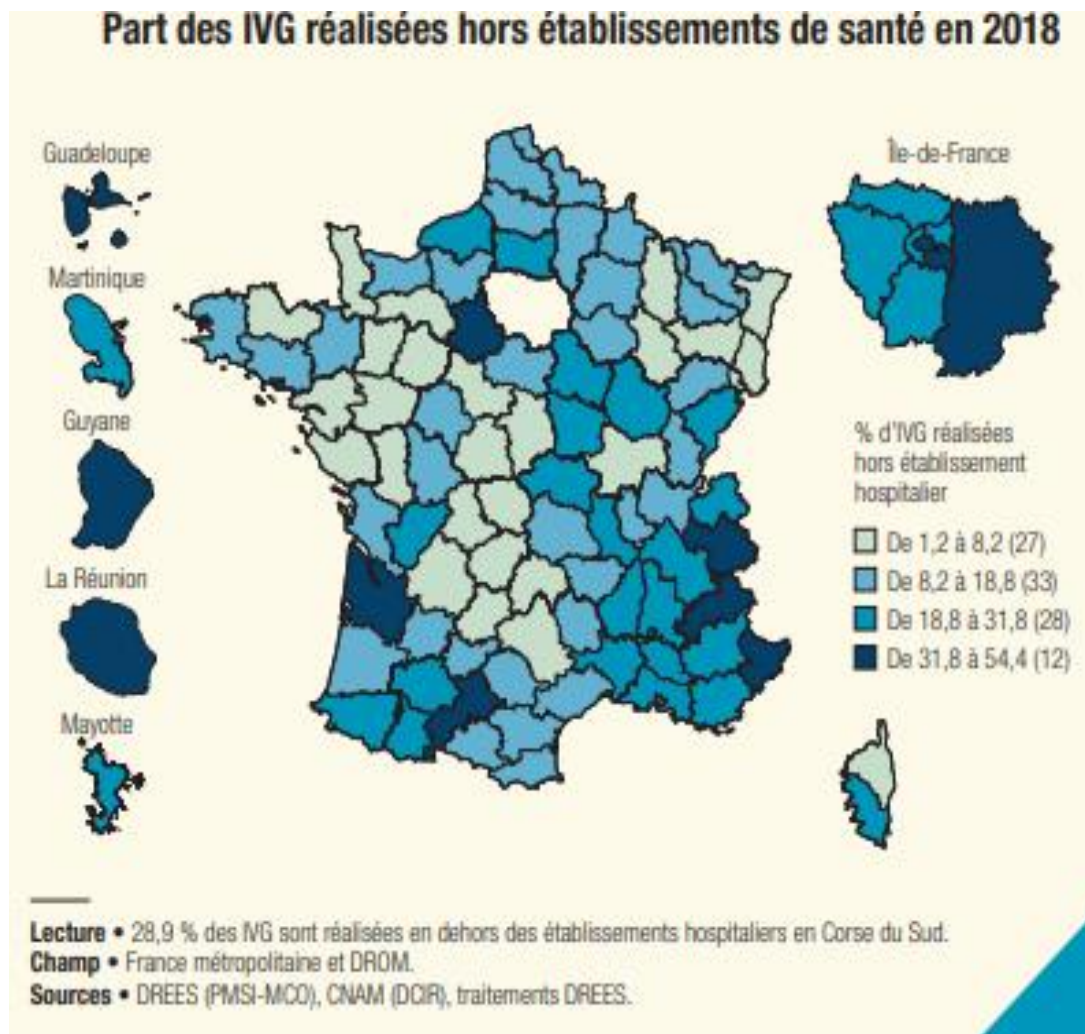 Part des IVG réalisées hors établissements de santé en 2018
Guadeloupe
Martinique
Guyane
La Réunion
Mayotte
Île-de-France
% d'IVG réalisées
hors établissement
hospitalier
De 1,2 à 8,2 (27)
De 8,2 à 18,8 (33)
De 18,8 à 31,8 (28)
De 31,8 à 54,4 (12)
Lecture • 28,9 % des IVG sont réalisées en dehors des établissements hospitaliers en Corse du Sud.
Champ • France métropolitaine et DROM.
Sources • DREES (PMSI-MCO), CNAM (DCIR), traitements DREES.